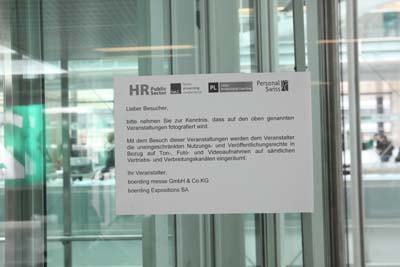 HR Public Sector
PL
Personal Swiss
Lieber Besucher,
bitte nehmen Sie zur Kenntnis, dass auf den oben genannten
Veranstaltungen fotografiert wird.
Mit dem Besuch dieser Veranstaltungen werden dem Veranstalter
die uneingeschränkten Nutzungs- und Veröffentlichungsrechte in
Bezug auf Ton-, Foto- und Videoaufnahmen auf sämtlichen
Vertriebs- und Verbreitungskanälen eingeräumt.
Ihr Veranstalter,
boerding messe GmbH & Co.KG
boerding Expositions SA